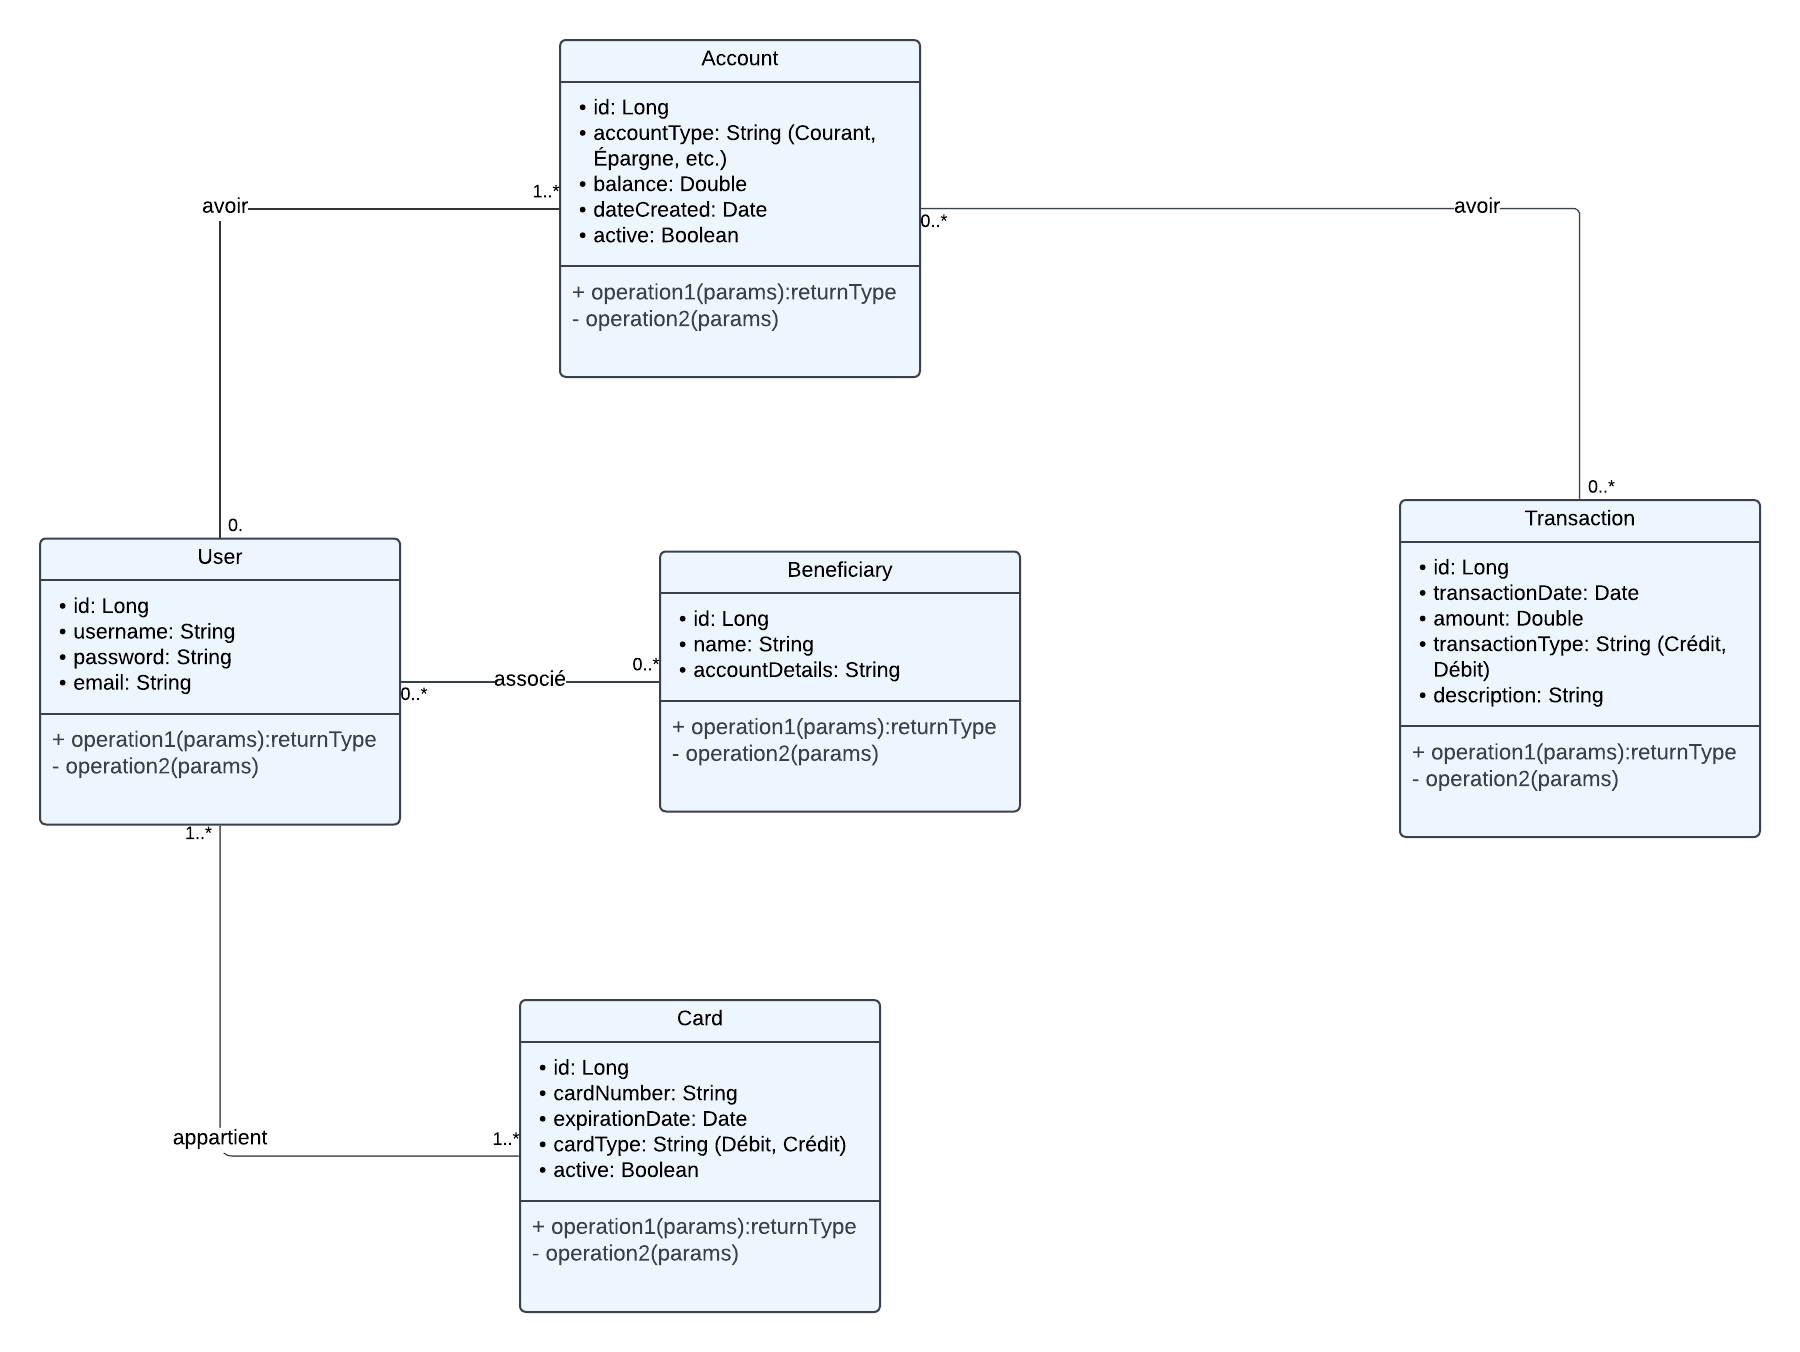 Account
• id: Long
• accountType: String (Courant,
Épargne, etc.)
• balance: Double
• dateCreated: Date
• active: Boolean
+ operation1(params):returnType
- operation2(params)
1..*
avoir
0.
0..*
avoir
0..*
User
• id: Long
• username: String
• password: String
• email: String
+ operation1(params):returnType
- operation2(params)
0..*
associé
0..*
Beneficiary
• id: Long
• name: String
• accountDetails: String
+ operation1(params):returnType
- operation2(params)
Transaction
• id: Long
• transactionDate: Date
• amount: Double
• transactionType: String (Crédit,
Débit)
• description: String
+ operation1(params):returnType
- operation2(params)
1..*
appartient
1..*
Card
• id: Long
• cardNumber: String
• expirationDate: Date
• cardType: String (Débit, Crédit)
• active: Boolean
+ operation1(params):returnType
- operation2(params)